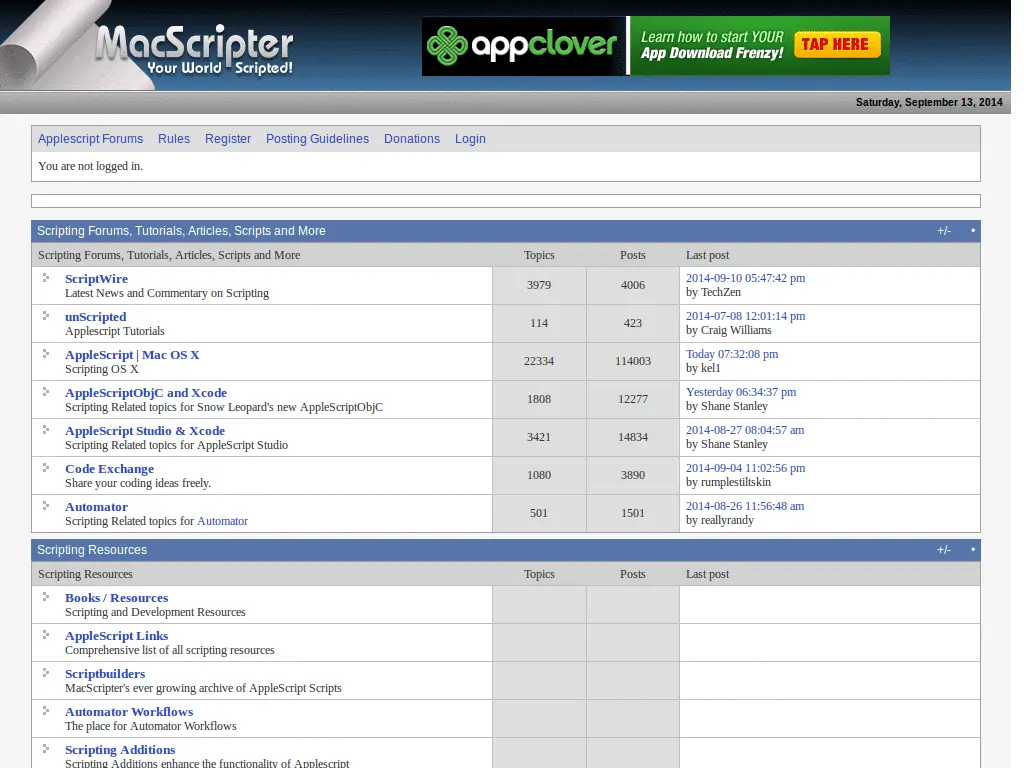 MacScripter
Your World Scripted!
appclover
Learn how to start YOUR
App Download Frenzy!
TAP HERE
Saturday, September 13, 2014
Applescript Forums Rules Register Posting Guidelines Donations Login
You are not logged in.
Scripting Forums, Tutorials, Articles, Scripts and More +/- •
Scripting Forums, Tutorials, Articles, Scripts and More Topics Posts Last post
ScriptWire
Latest News and Commentary on Scripting
3979 4006
2014-09-10 05:47:42 pm
by TechZen
unScripted
Applescript Tutorials
114 423
2014-07-08 12:01:14 pm
by Craig Williams
AppleScript | Mac OS X
Scripting OS X
22334 114003
Today 07:32:08 pm
by kel1
AppleScriptObjC and Xcode
Scripting Related topics for Snow Leopard's new AppleScriptObjC
1808 12277
Yesterday 06:34:37 pm
by Shane Stanley
AppleScript Studio & Xcode
Scripting Related topics for AppleScript Studio
3421 14834
2014-08-27 08:04:57 am
by Shane Stanley
Code Exchange
Share your coding ideas freely.
1080 3890
2014-09-04 11:02:56 pm
by rumplestiltskin
Automator
Scripting Related topics for Automator
501 1501
2014-08-26 11:56:48 am
by reallyrandy
Scripting Resources +/- •
Scripting Resources Topics Posts Last post
Books / Resources
Scripting and Development Resources
AppleScript Links
Comprehensive list of all scripting resources
Scriptbuilders
MacScripter's ever growing archive of AppleScript Scripts
Automator Workflows
The place for Automator Workflows
Scripting Additions
Scripting Additions enhance the functionality of Applescript